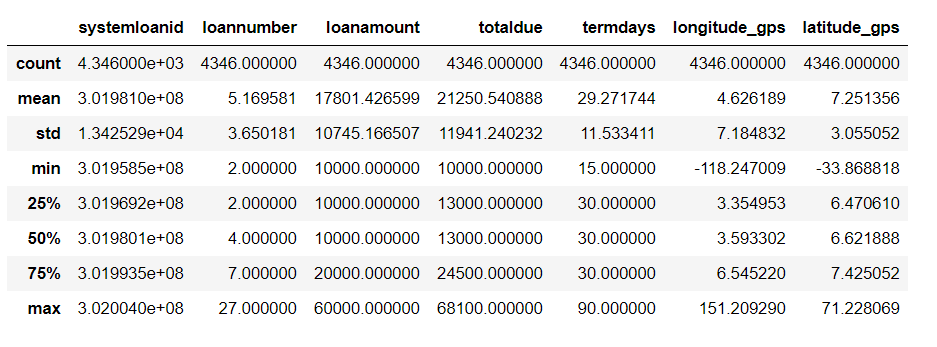 systemloanid loannumber loanamount totaldue termdays longitude_gps latitude_gps
count 4.346000e+03 4346.000000 4346.000000 4346.000000 4346.000000 4346.000000 4346.000000
mean 3.019810e+08 5.169581 17801.426599 21250.540888 29.271744 4.626189 7.251356
std 1.342529e+04 3.650181 10745.166507 11941.240232 11.533411 7.184832 3.055052
min 3.019585e+08 2.000000 10000.000000 10000.000000 15.000000 -118.247009 -33.868818
25% 3.019692e+08 2.000000 10000.000000 13000.000000 30.000000 3.354953 6.470610
50% 3.019801e+08 4.000000 10000.000000 13000.000000 30.000000 3.593302 6.621888
75% 3.019935e+08 7.000000 20000.000000 24500.000000 30.000000 6.545220 7.425052
max 3.020040e+08 27.000000 60000.000000 68100.000000 90.000000 151.209290 71.228069